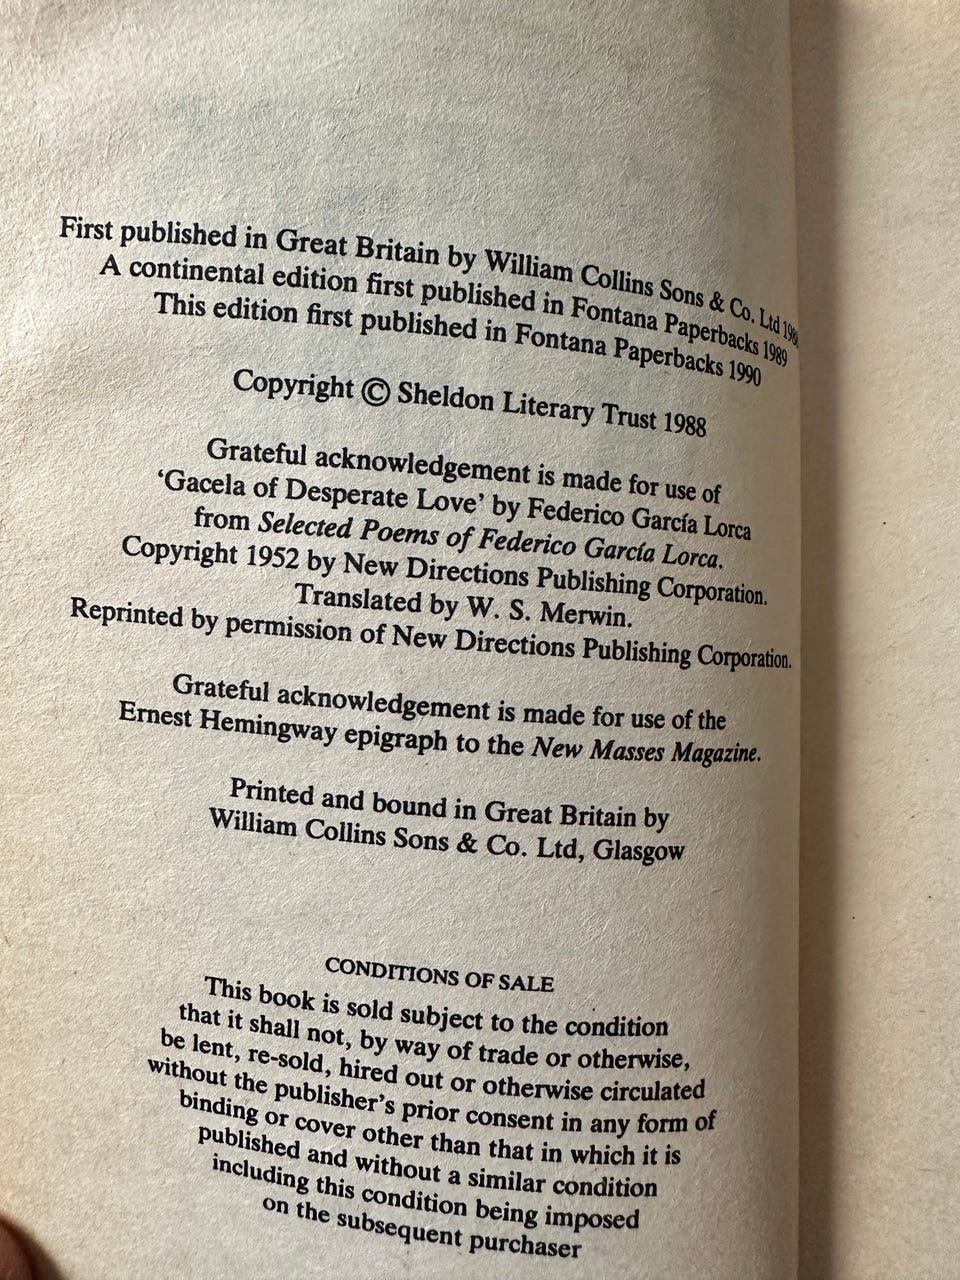 First published in Great Britain by William Collins Sons & Co. Ltd
A continental edition first published in Fontana Paperbacks 1989
This edition first published in Fontana Paperbacks 1990
Copyright © Sheldon Literary Trust 1988
Grateful acknowledgement is made for use of
‘Gacela of Desperate Love’ by Federico García Lorca
from Selected Poems of Federico García Lorca.
Copyright 1952 by New Directions Publishing Corporation.
Translated by W. S. Merwin.
Reprinted by permission of New Directions Publishing Corporation.
Grateful acknowledgement is made for use of the
Ernest Hemingway epigraph to the New Masses Magazine.
Printed and bound in Great Britain by
William Collins Sons & Co. Ltd, Glasgow
CONDITIONS OF SALE
This book is sold subject to the condition
that it shall not, by way of trade or otherwise,
be lent, re-sold, hired out or otherwise circulated
without the publisher’s prior consent in any form of
binding or cover other than that in which it is
published and without a similar condition
including this condition being imposed
on the subsequent purchaser